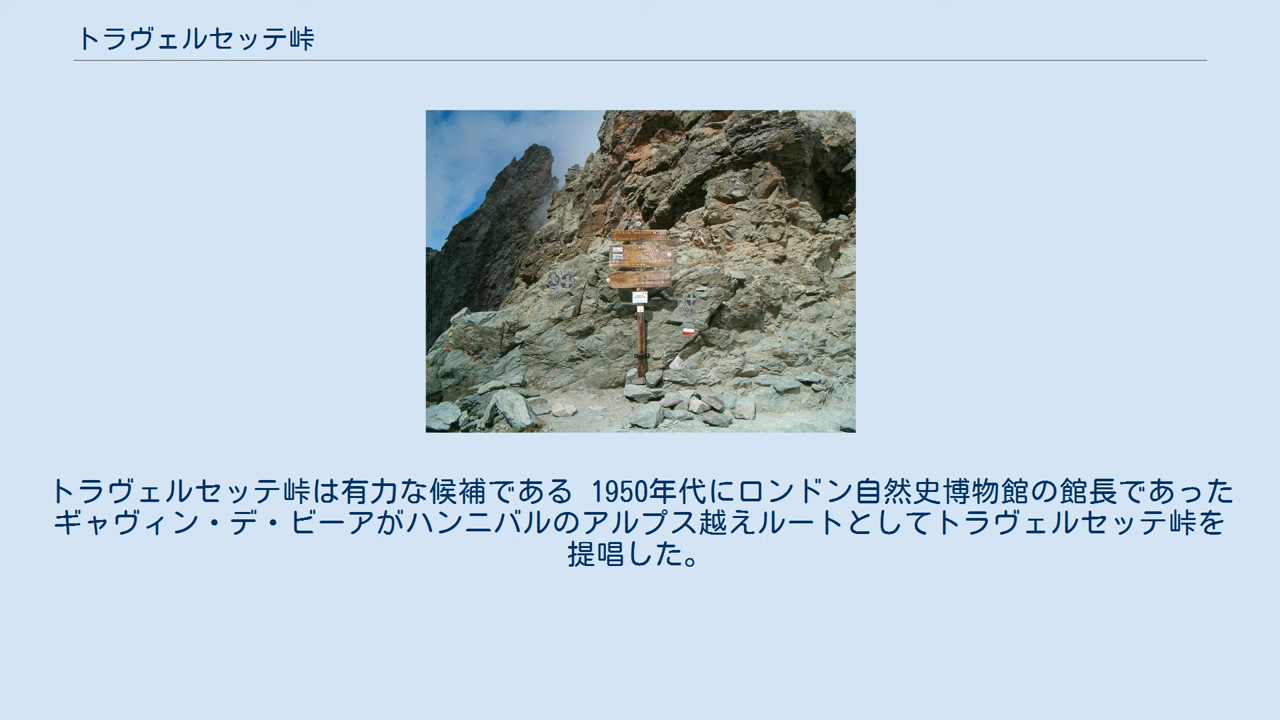 トラヴェルセッテ峠
トラヴェルセッテ峠は有力な候補である 1950年代にロンドン自然史博物館の館長であった
ギャヴィン・デ・ビーアがハンニバルのアルプス越えルートとしてトラヴェルセッテ峠を
提唱した。